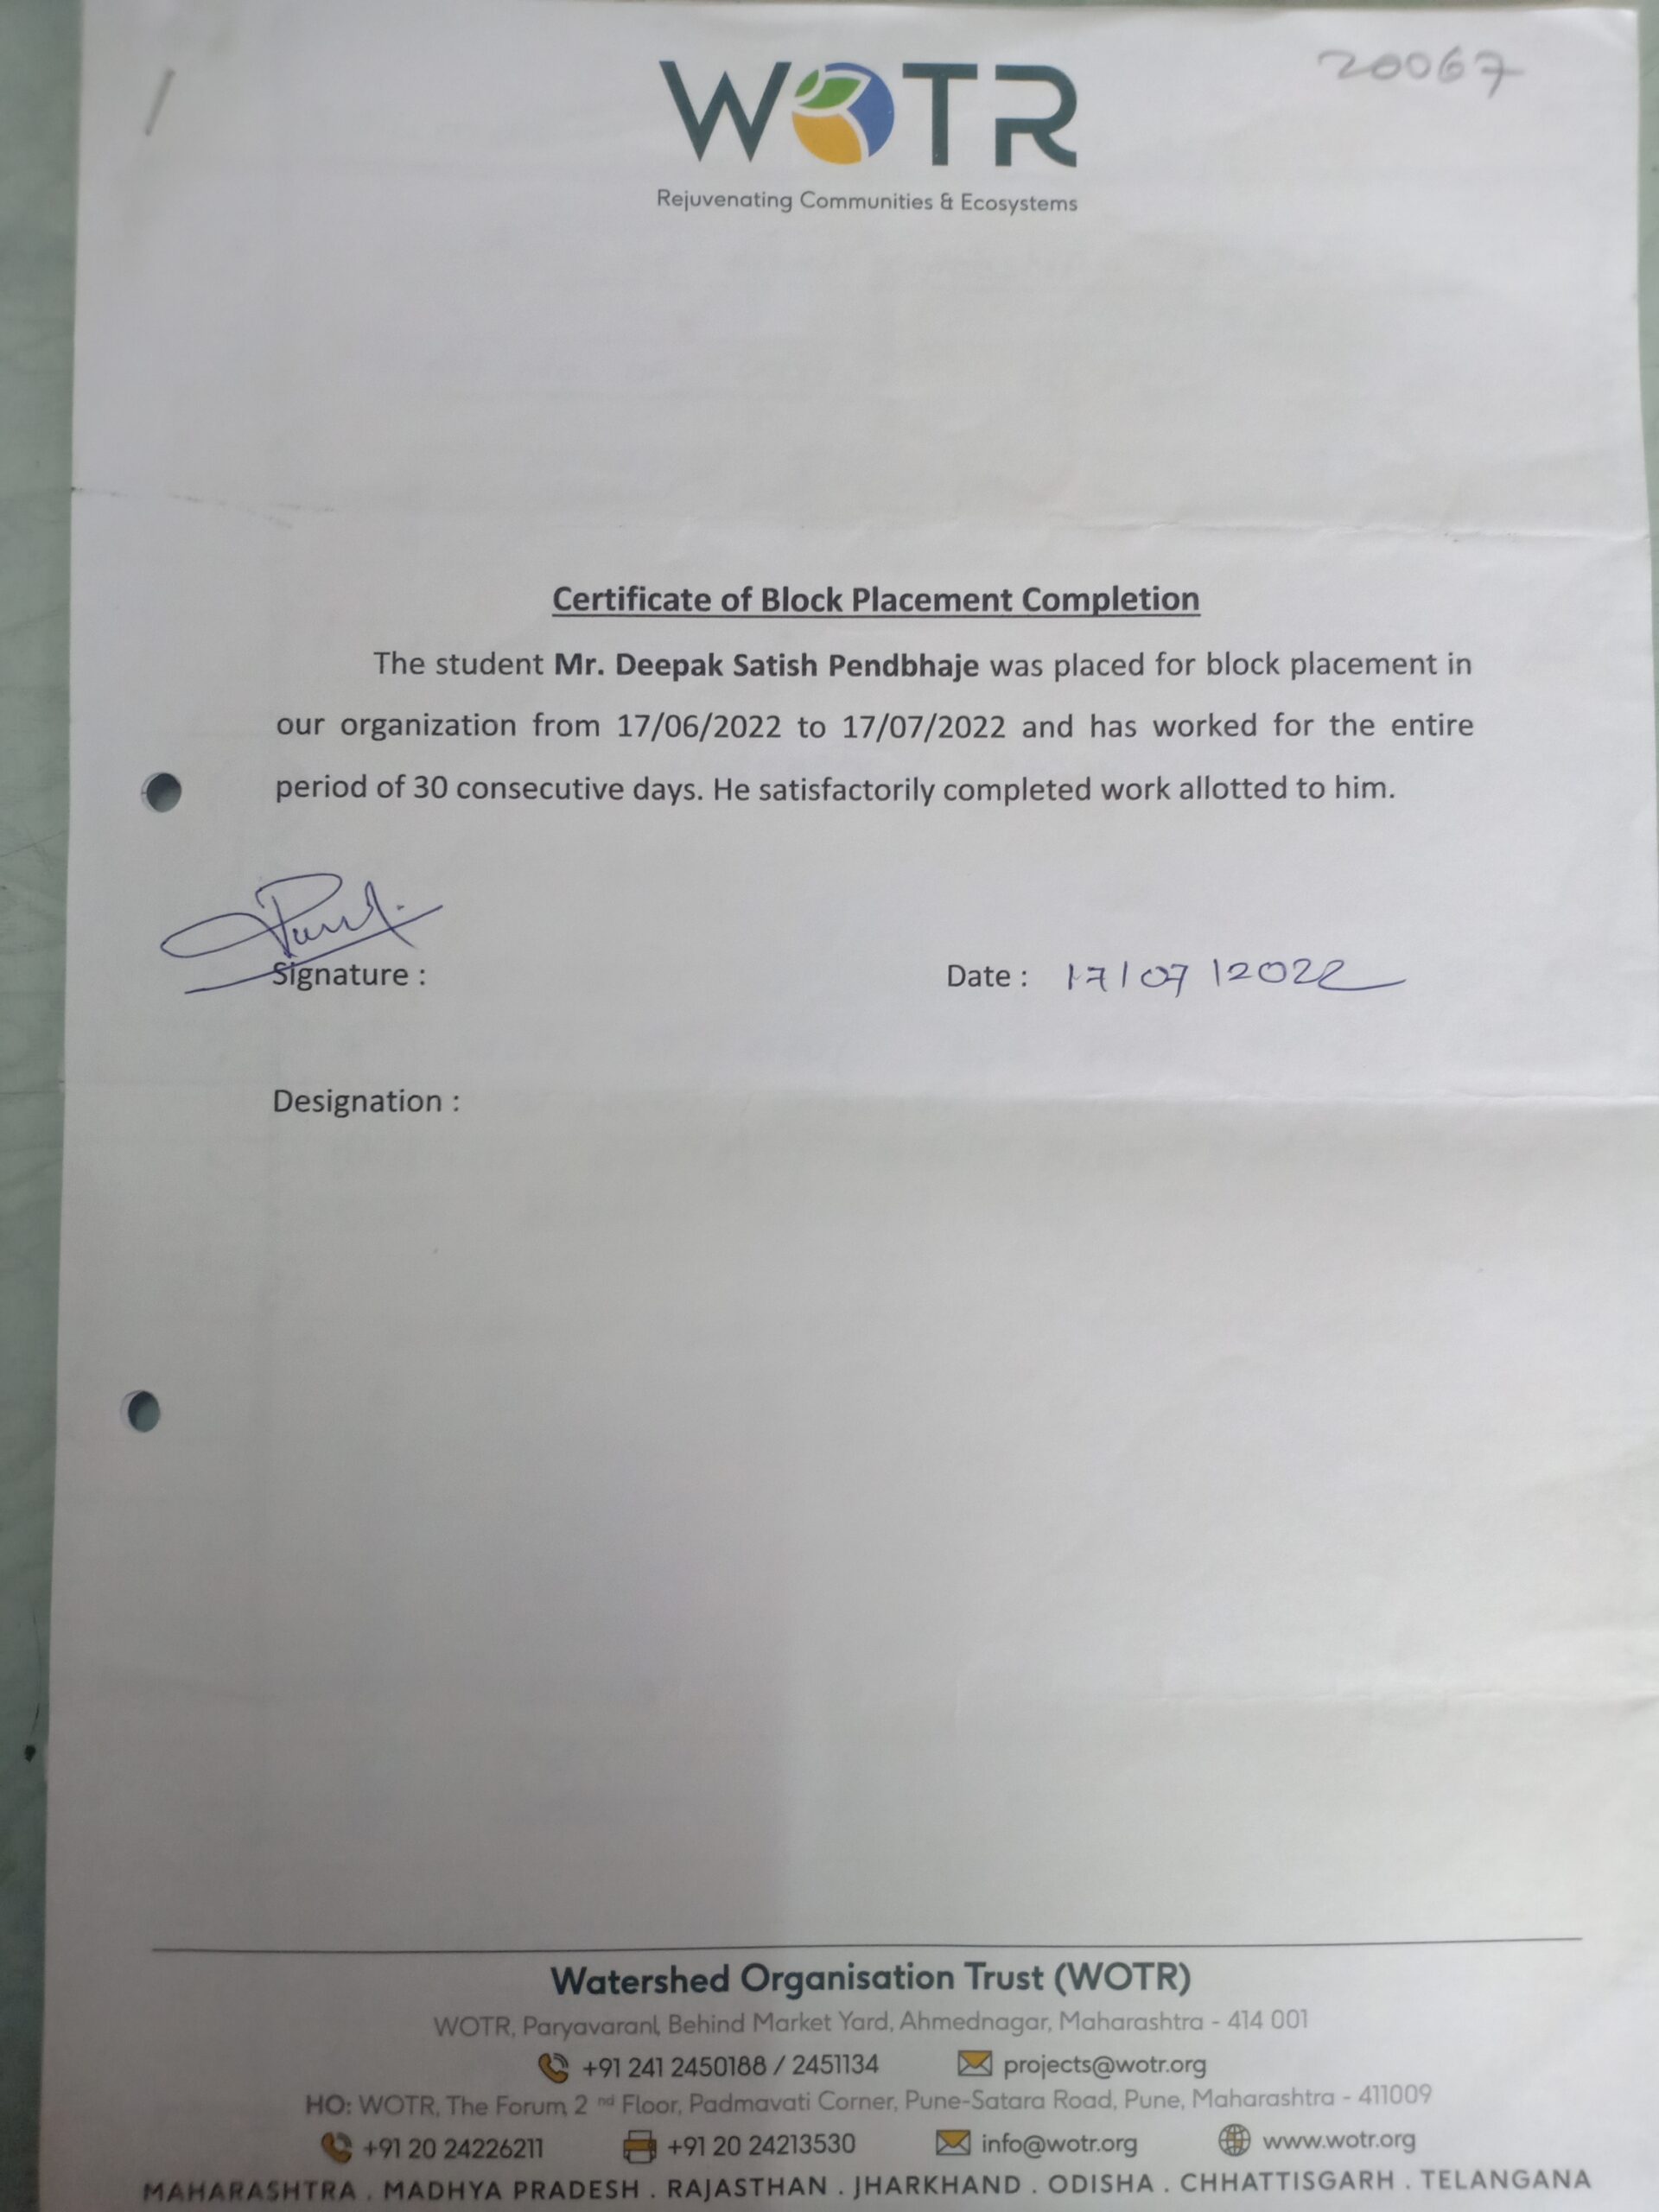 20067
WOTR
Rejuvenating Communities & Ecosystems
Certificate of Block Placement Completion
The student Mr. Deepak Satish Pendbhaje was placed for block placement in
our organization from 17/06/2022 to 17/07/2022 and has worked for the entire
period of 30 consecutive days. He satisfactorily completed work allotted to him.
Signature : Date : 17/07/2022
Designation :
Watershed Organisation Trust (WOTR)
WOTR, Paryavaran, Behind Market Yard, Ahmednagar, Maharashtra - 414 001
+91 241 2450188 / 2451134 projects@wotr.org
HO: WOTR, The Forum, 2 nd Floor, Padmavati Corner, Pune-Satara Road, Pune, Maharashtra - 411009
+91 20 24226211 +91 20 24213530 info@wotr.org www.wotr.org
MAHARASHTRA . MADHYA PRADESH . RAJASTHAN . JHARKHAND . ODISHA . CHHATTISGARH . TELANGANA